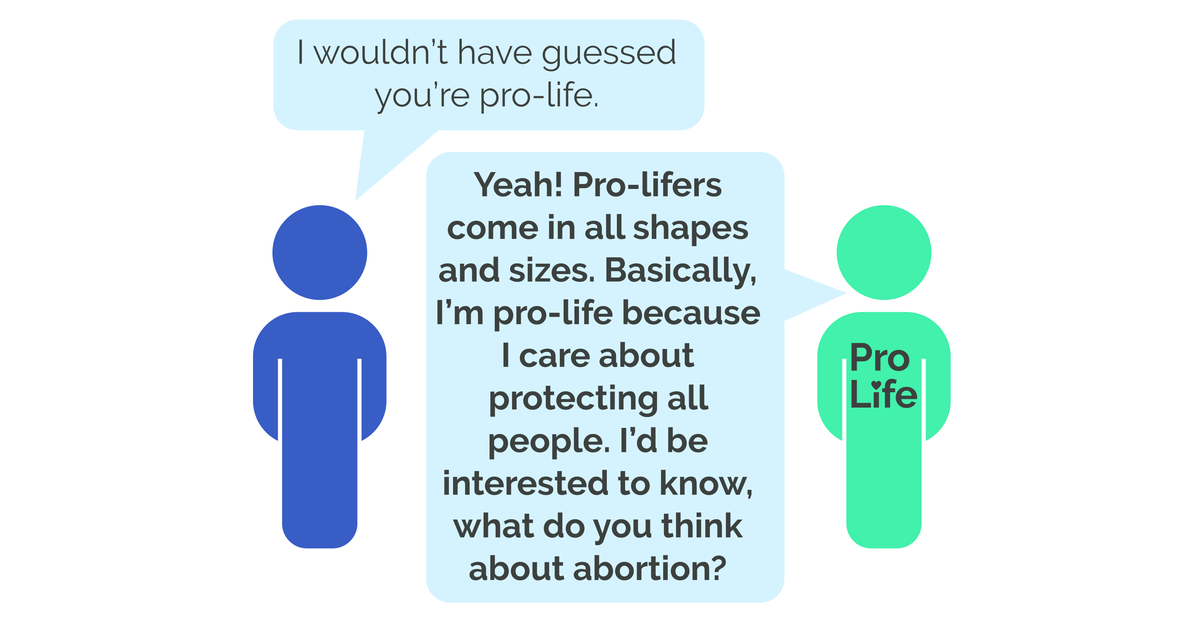 I wouldn’t have guessed
you’re pro-life.
Yeah! Pro-lifers
come in all shapes
and sizes. Basically,
I’m pro-life because
I care about
protecting all
people. I’d be
interested to know,
what do you think
about abortion?
Pro
Life